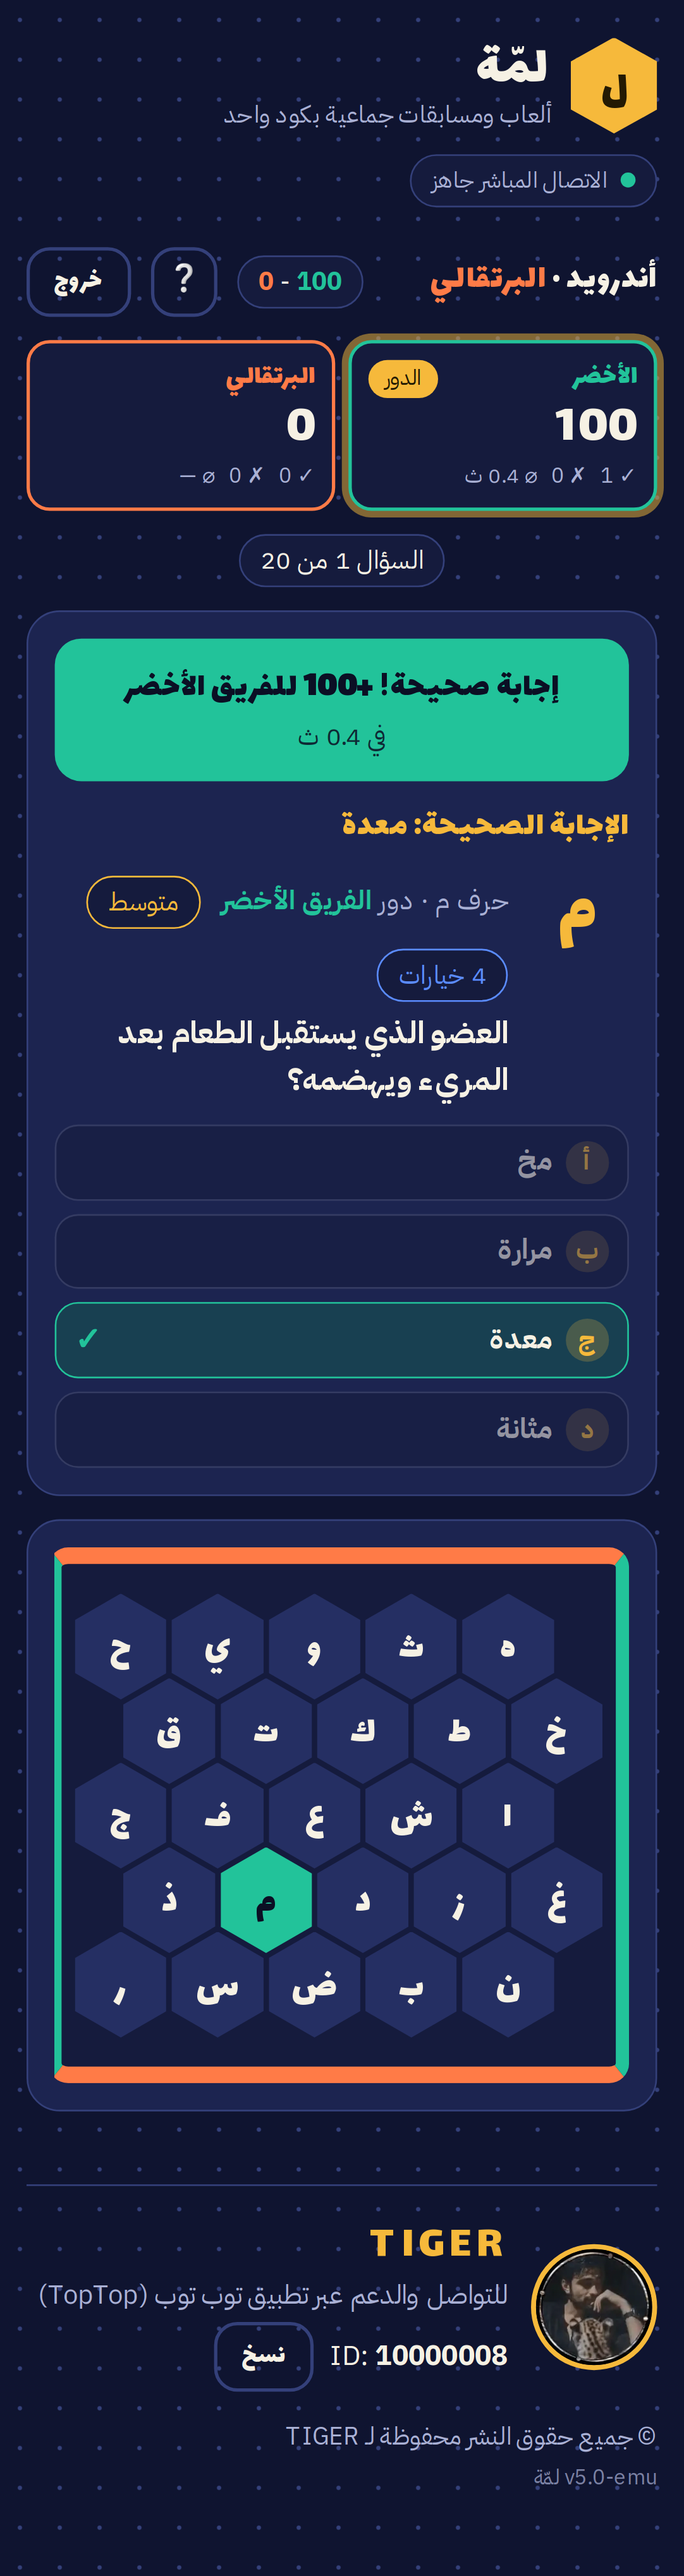 ل
لمّة
ألعاب ومسابقات جماعية بكود واحد
الاتصال المباشر جاهز
أندرويد · البرتقالي
100 - 0
?
خروج
الأخضر
الدور
100
✓ 1 ✗ 0 ⌀ 0.4 ث
البرتقالي
0
✓ 0 ✗ 0 ⌀ —
السؤال 1 من 20
إجابة صحيحة! +100 للفريق الأخضر
في 0.4 ث
الإجابة الصحيحة: معدة
م
حرف م · دور الفريق الأخضر
متوسط
4 خيارات
العضو الذي يستقبل الطعام بعد
المريء ويهضمه؟
أ مخ
ب مرارة
ج معدة ✓
د مثانة
ه ث و ي ح
خ ط ك ت ق
ا ش ع ف ج
غ ز د م ذ
ن ب ض س ر
TIGER
للتواصل والدعم عبر تطبيق توب توب (TopTop)
ID: 10000008
نسخ
© جميع حقوق النشر محفوظة لـ TIGER
لمّة v5.0-emu